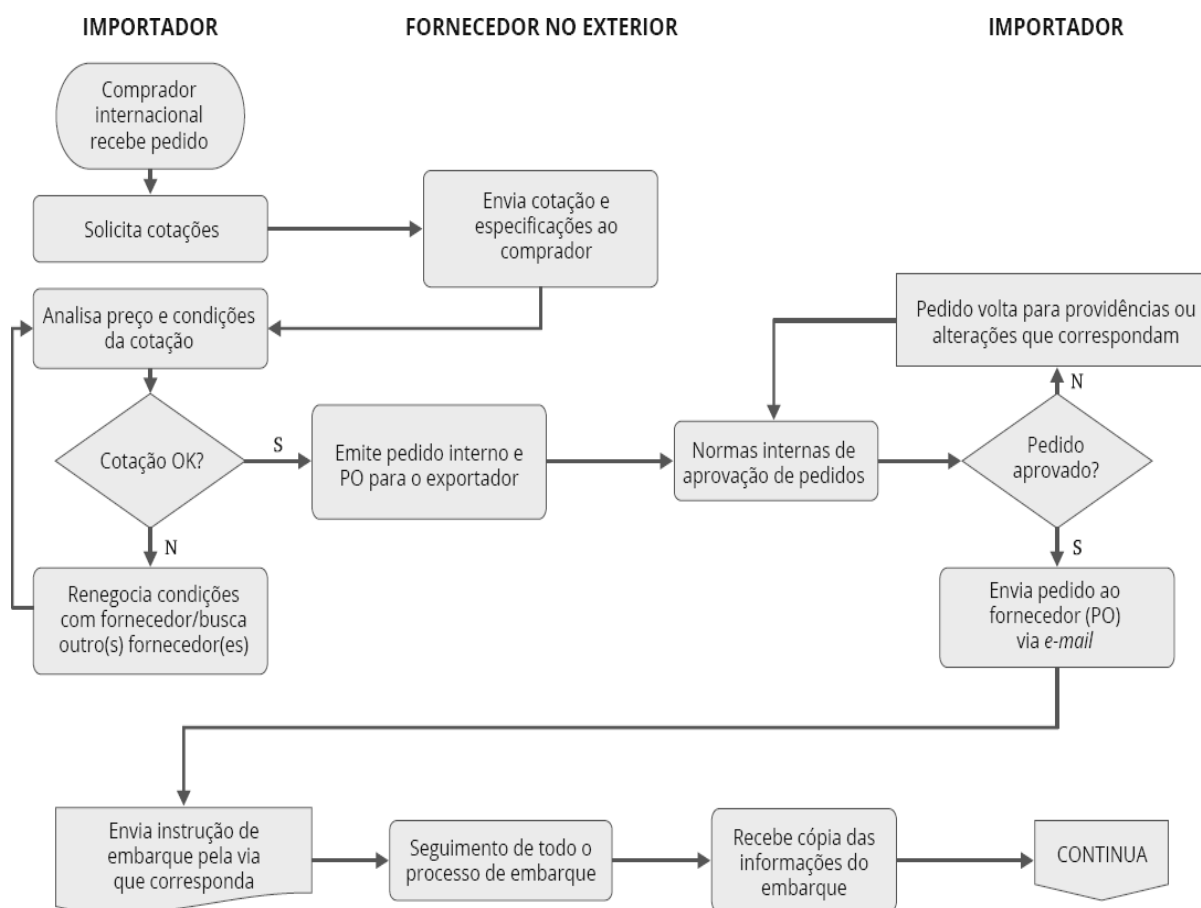 IMPORTADOR
FORNECEDOR NO EXTERIOR
IMPORTADOR
Comprador
internacional
recebe pedido
Solicita cotações
Envia cotação e
especificações ao
comprador
Analisa preço e condições
da cotação
Pedido volta para providências ou
alterações que correspondam
N
Cotação OK?
S
Emite pedido interno e
PO para o exportador
Normas internas de
aprovação de pedidos
Pedido
aprovado?
N
S
Renegocia condições
com fornecedor/busca
outro(s) fornecedor(es)
Envia pedido ao
fornecedor (PO)
via e-mail
Envia instrução de
embarque pela via
que corresponda
Seguimento de todo o
processo de embarque
Recebe cópia das
informações do
embarque
CONTINUA